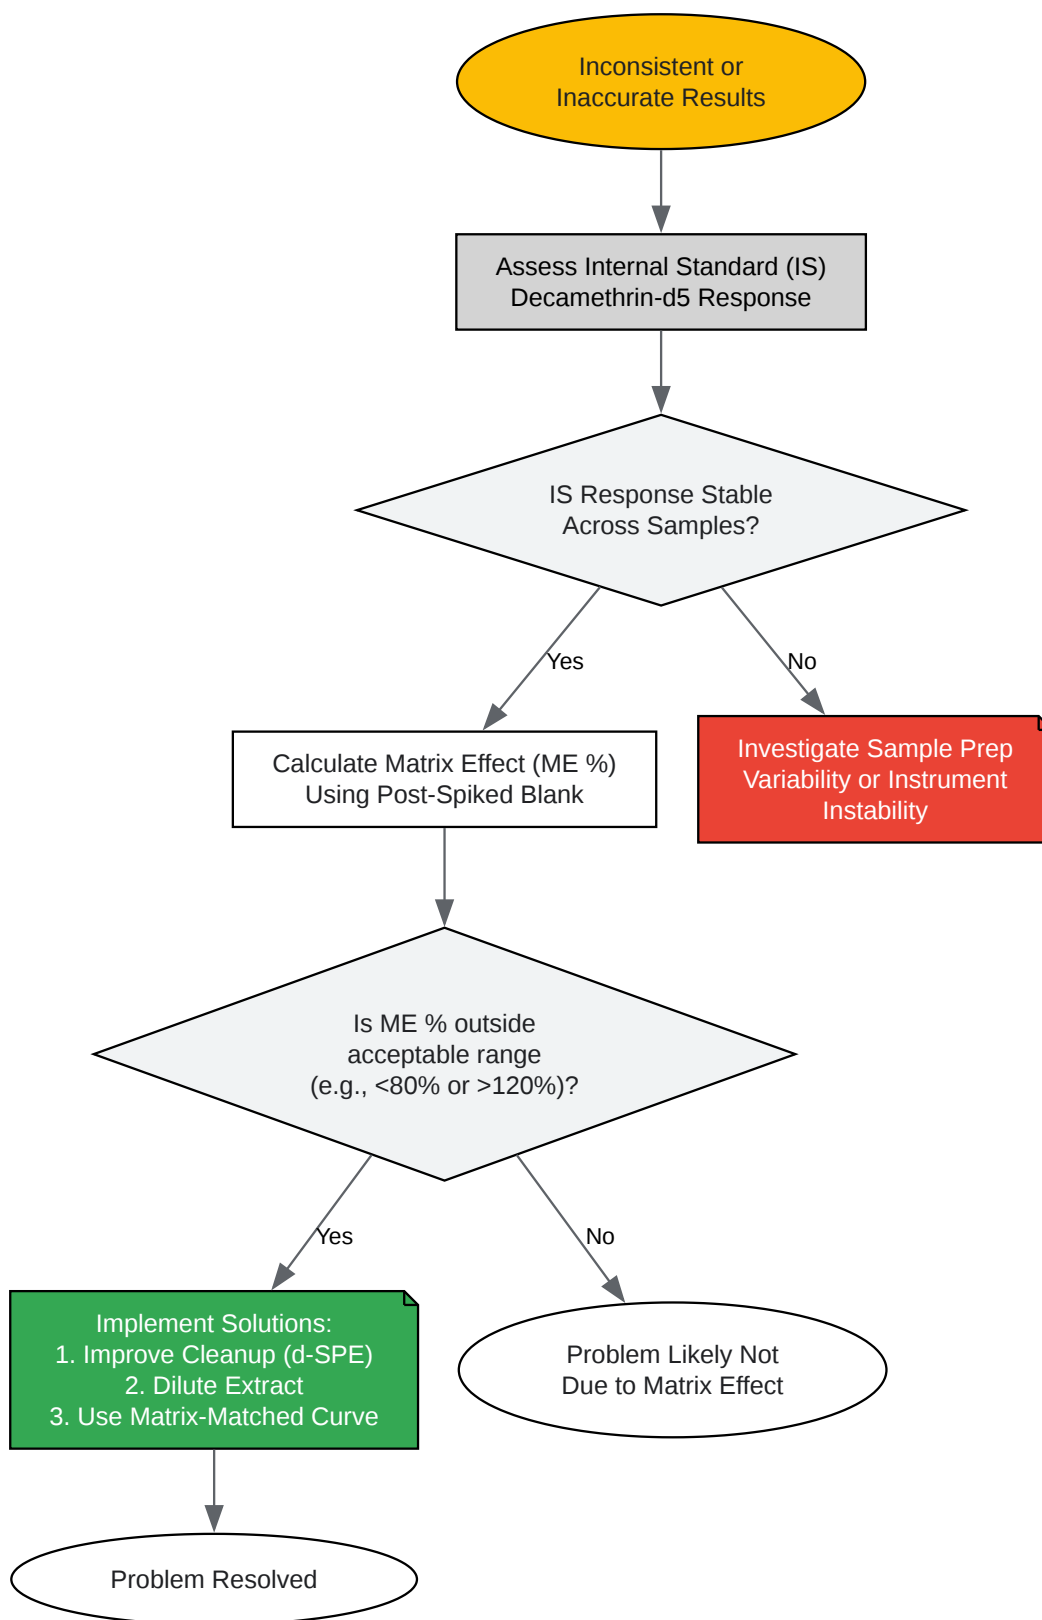 Inconsistent or
Inaccurate Results
Assess Internal Standard (IS)
Decamethrin-d5 Response
IS Response Stable
Across Samples?
Yes
No
Calculate Matrix Effect (ME %)
Using Post-Spiked Blank
Investigate Sample Prep
Variability or Instrument
Instability
Is ME % outside
acceptable range
(e.g., <80% or >120%)?
Yes
No
Implement Solutions:
1. Improve Cleanup (d-SPE)
2. Dilute Extract
3. Use Matrix-Matched Curve
Problem Likely Not
Due to Matrix Effect
Problem Resolved